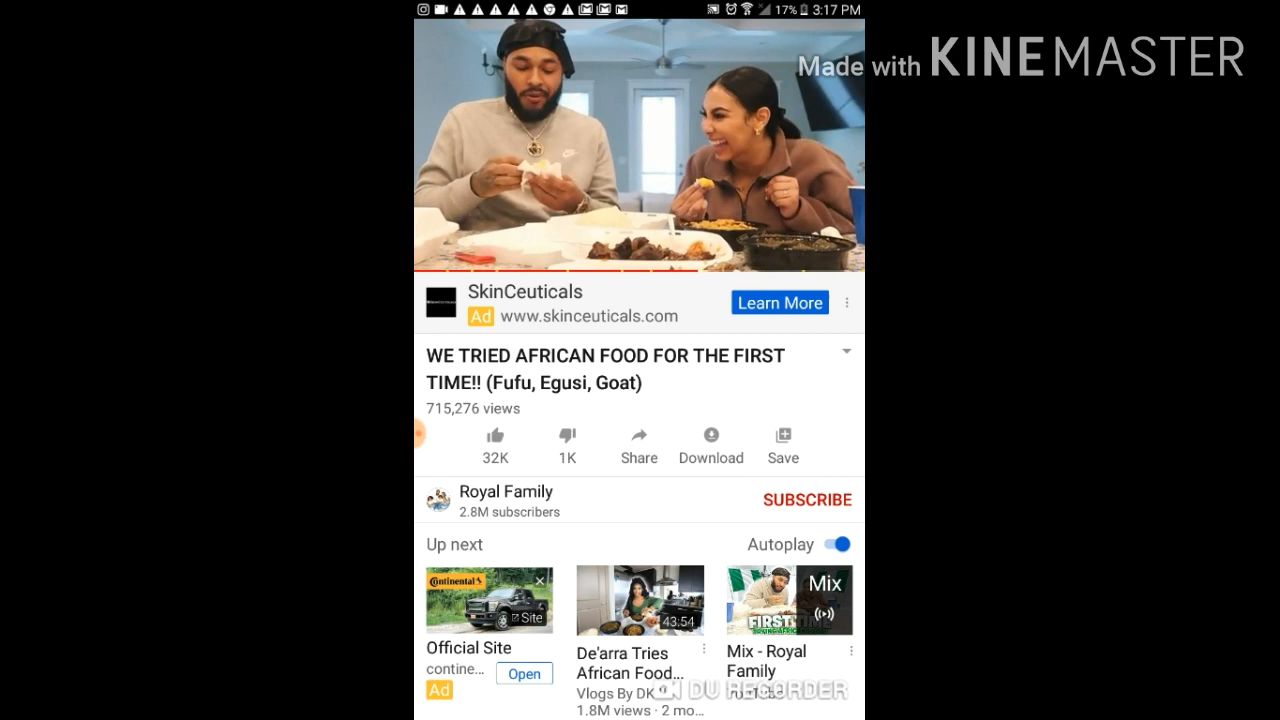 17% 3:17 PM
Made with KINEMASTER
SkinCeuticals
Ad www.skinceuticals.com
Learn More
WE TRIED AFRICAN FOOD FOR THE FIRST
TIME!! (Fufu, Egusi, Goat)
715,276 views
32K 1K Share Download Save
Royal Family
2.8M subscribers
SUBSCRIBE
Up next
Autoplay
Continental
Site
Official Site
contine...
Ad
Open
43:54
De'arra Tries
African Food...
Vlogs By DK
1.8M views · 2 mo...
Mix
FIRST TIME
Mix - Royal
Family
DU RECORDER